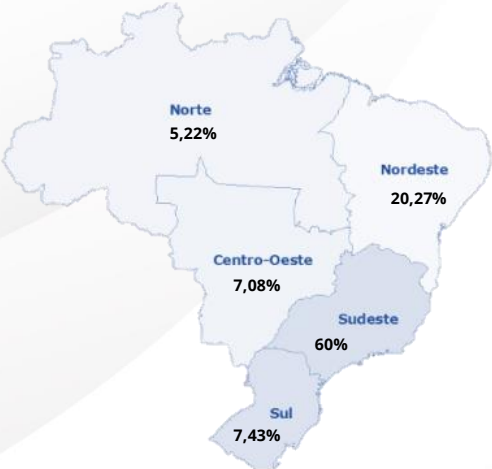 Norte
5,22%
Nordeste
20,27%
Centro-Oeste
7,08%
Sudeste
60%
Sul
7,43%